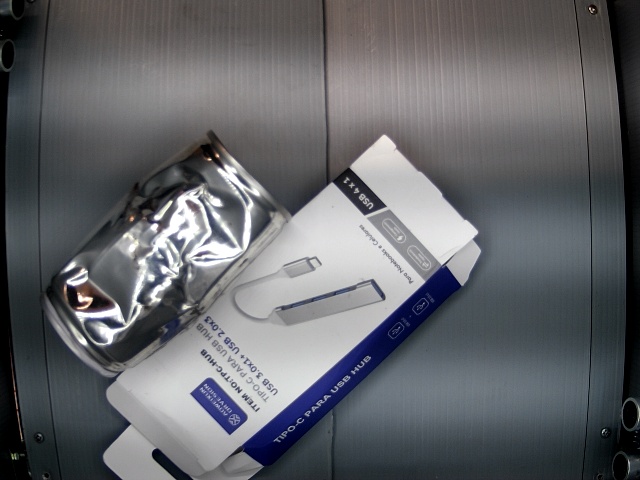 USB 4 x 1
Para Notebooks e Celulares
USB 3.0x1+ USB 2.0x3
TIPO-C PARA USB HUB
ITEM NO:TPC-HUB
TIPO-C PARA USB HUB